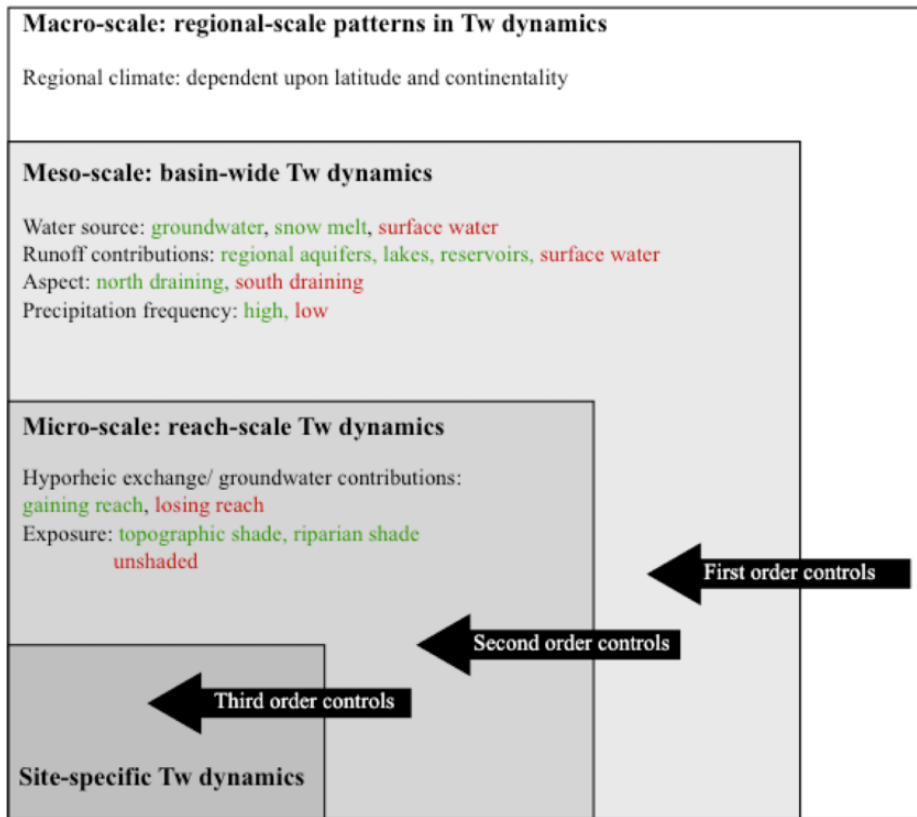 Macro-scale: regional-scale patterns in Tw dynamics
Regional climate: dependent upon latitude and continentality
Meso-scale: basin-wide Tw dynamics
Water source: groundwater, snow melt, surface water
Runoff contributions: regional aquifers, lakes, reservoirs, surface water
Aspect: north draining, south draining
Precipitation frequency: high, low
Micro-scale: reach-scale Tw dynamics
Hyporheic exchange/ groundwater contributions:
gaining reach, losing reach
Exposure: topographic shade, riparian shade
unshaded
First order controls
Second order controls
Third order controls
Site-specific Tw dynamics